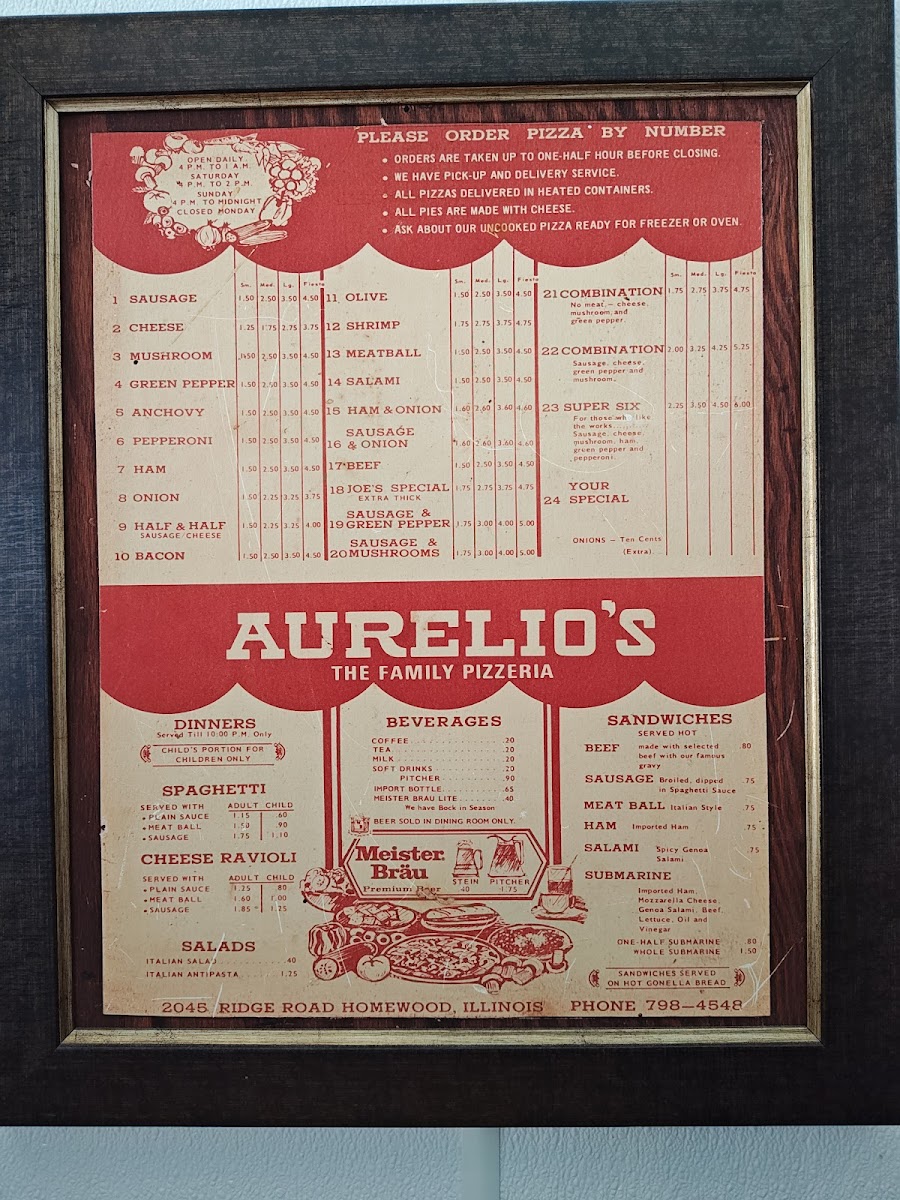 OPEN DAILY
4 P.M. TO 1 A.M.
SATURDAY
4 P.M. TO 2 P.M.
SUNDAY
4 P.M. TO MIDNIGHT
CLOSED MONDAY
PLEASE ORDER PIZZA BY NUMBER
• ORDERS ARE TAKEN UP TO ONE-HALF HOUR BEFORE CLOSING.
• WE HAVE PICK-UP AND DELIVERY SERVICE.
• ALL PIZZAS DELIVERED IN HEATED CONTAINERS.
• ALL PIES ARE MADE WITH CHEESE.
• ASK ABOUT OUR UNCOOKED PIZZA READY FOR FREEZER OR OVEN.
Sm. Med. Lg. Fiesta
1 SAUSAGE 1.50 2.50 3.50 4.50
2 CHEESE 1.25 1.75 2.75 3.75
3 MUSHROOM 1.50 2.50 3.50 4.50
4 GREEN PEPPER 1.50 2.50 3.50 4.50
5 ANCHOVY 1.50 2.50 3.50 4.50
6 PEPPERONI 1.50 2.50 3.50 4.50
7 HAM 1.50 2.50 3.50 4.50
8 ONION 1.50 2.25 3.25 3.75
9 HALF & HALF 1.50 2.25 3.25 4.00
SAUSAGE/CHEESE
10 BACON 1.50 2.50 3.50 4.50
Sm. Med. Lg. Fiesta
11 OLIVE 1.50 2.50 3.50 4.50
12 SHRIMP 1.75 2.75 3.75 4.75
13 MEATBALL 1.50 2.50 3.50 4.50
14 SALAMI 1.50 2.50 3.50 4.50
15 HAM & ONION 1.60 2.60 3.60 4.60
SAUSAGE
16 & ONION 1.60 2.60 3.60 4.60
17 BEEF 1.50 2.50 3.50 4.50
18 JOE'S SPECIAL 1.75 2.75 3.75 4.75
EXTRA THICK
SAUSAGE &
19 GREEN PEPPER 1.75 3.00 4.00 5.00
SAUSAGE &
20 MUSHROOMS 1.75 3.00 4.00 5.00
Sm. Med. Lg. Fiesta
21 COMBINATION 1.75 2.75 3.75 4.75
No meat, – cheese,
mushroom, and
green pepper.
22 COMBINATION 2.00 3.25 4.25 5.25
Sausage, cheese,
green pepper and
mushroom.
23 SUPER SIX 2.25 3.50 4.50 6.00
For those who like
the works......
Sausage, cheese,
mushroom, ham,
green pepper and
pepperoni.
YOUR
24 SPECIAL
ONIONS – Ten Cents
(Extra)
AURELIO'S
THE FAMILY PIZZERIA
DINNERS
Served Till 10:00 P.M. Only
CHILD'S PORTION FOR
CHILDREN ONLY
SPAGHETTI
SERVED WITH ADULT CHILD
• PLAIN SAUCE 1.15 .60
• MEAT BALL 1.50 .90
• SAUSAGE 1.75 1.10
CHEESE RAVIOLI
SERVED WITH ADULT CHILD
• PLAIN SAUCE 1.25 .80
• MEAT BALL 1.60 1.00
• SAUSAGE 1.85 1.25
SALADS
ITALIAN SALAD .40
ITALIAN ANTIPASTA 1.25
BEVERAGES
COFFEE .20
TEA .20
MILK .20
SOFT DRINKS .20
PITCHER .90
IMPORT BOTTLE .65
MEISTER BRAU LITE .40
We have Bock in Season
BEER SOLD IN DINING ROOM ONLY.
Meister
Bräu
Premium Beer
STEIN PITCHER
.40 1.75
SANDWICHES
SERVED HOT
BEEF made with selected .80
beef with our famous
gravy
SAUSAGE Broiled, dipped .75
in Spaghetti Sauce
MEAT BALL Italian Style .75
HAM Imported Ham .75
SALAMI Spicy Genoa .75
Salami
SUBMARINE
Imported Ham,
Mozzarella Cheese,
Genoa Salami, Beef,
Lettuce, Oil and
Vinegar
ONE-HALF SUBMARINE .80
WHOLE SUBMARINE 1.50
SANDWICHES SERVED
ON HOT GONELLA BREAD
2045 RIDGE ROAD HOMEWOOD, ILLINOIS PHONE 798-4548